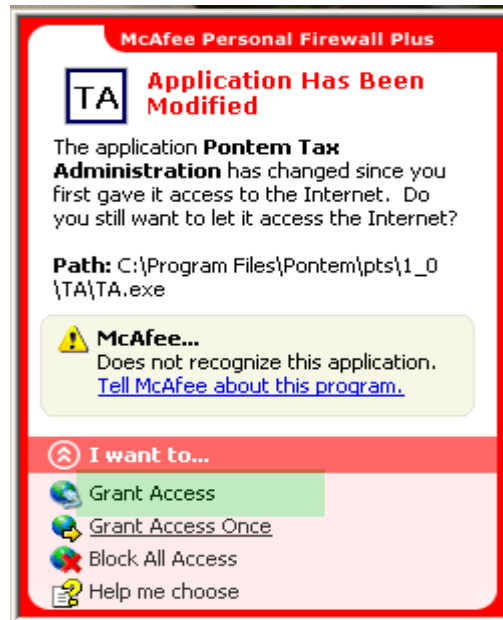 McAfee Personal Firewall Plus
TA
Application Has Been
Modified
The application Pontem Tax
Administration has changed since you
first gave it access to the Internet. Do
you still want to let it access the Internet?
Path: C:\Program Files\Pontem\pts\1_0
\TA\TA.exe
McAfee...
Does not recognize this application.
Tell McAfee about this program.
I want to...
Grant Access
Grant Access Once
Block All Access
Help me choose